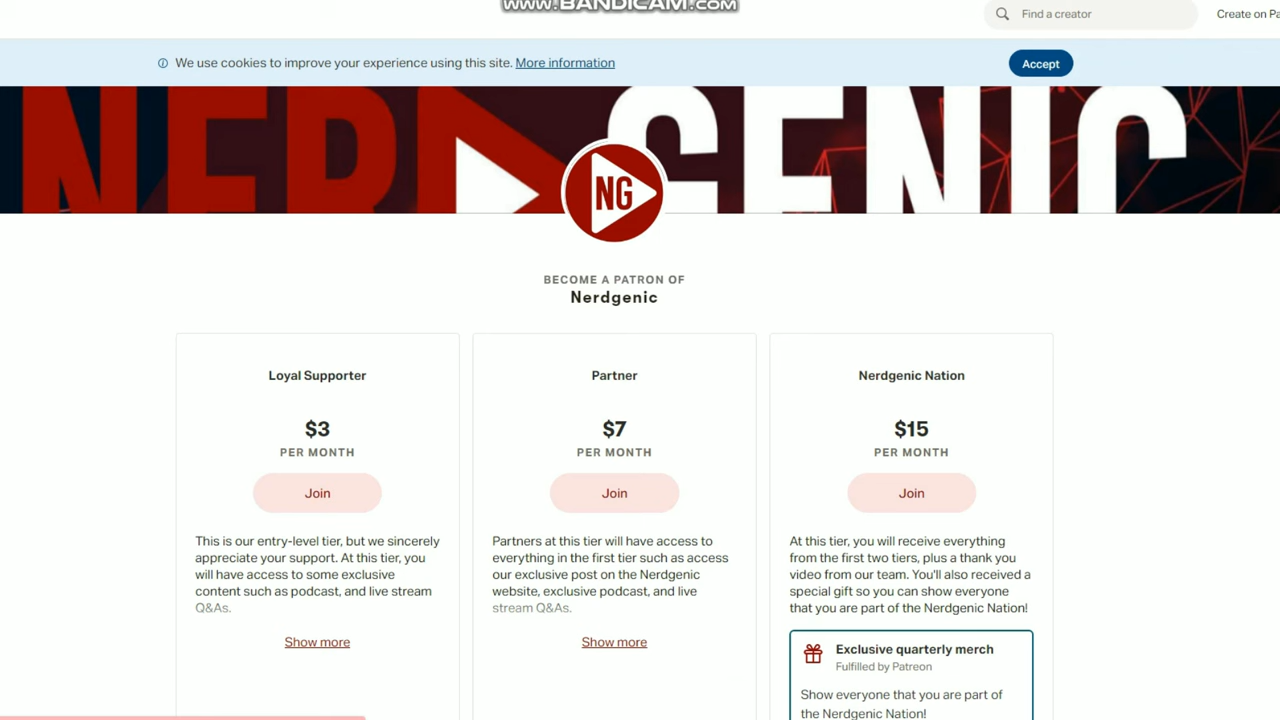 www.BANDICAM.com
Find a creator
Create on Pa
We use cookies to improve your experience using this site. More information
Accept
NERD GENIC
NG
BECOME A PATRON OF
Nerdgenic
Loyal Supporter
$3
PER MONTH
Join
This is our entry-level tier, but we sincerely
appreciate your support. At this tier, you
will have access to some exclusive
content such as podcast, and live stream
Q&As.
Show more
Partner
$7
PER MONTH
Join
Partners at this tier will have access to
everything in the first tier such as access
our exclusive post on the Nerdgenic
website, exclusive podcast, and live
stream Q&As.
Show more
Nerdgenic Nation
$15
PER MONTH
Join
At this tier, you will receive everything
from the first two tiers, plus a thank you
video from our team. You'll also received a
special gift so you can show everyone
that you are part of the Nerdgenic Nation!
Exclusive quarterly merch
Fulfilled by Patreon
Show everyone that you are part of
the Nerdgenic Nation!